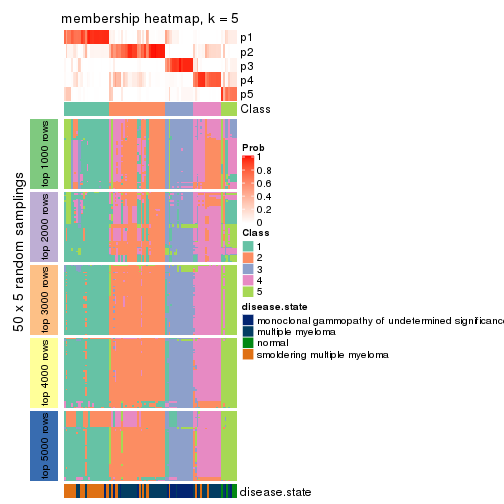 membership heatmap, k = 5
p1
p2
p3
p4
p5
Class
50 x 5 random samplings
top 1000 rows
top 2000 rows
top 3000 rows
top 4000 rows
top 5000 rows
disease.state
Prob
1
0.8
0.6
0.4
0.2
0
Class
1
2
3
4
5
disease.state
monoclonal gammopathy of undetermined significance
multiple myeloma
normal
smoldering multiple myeloma